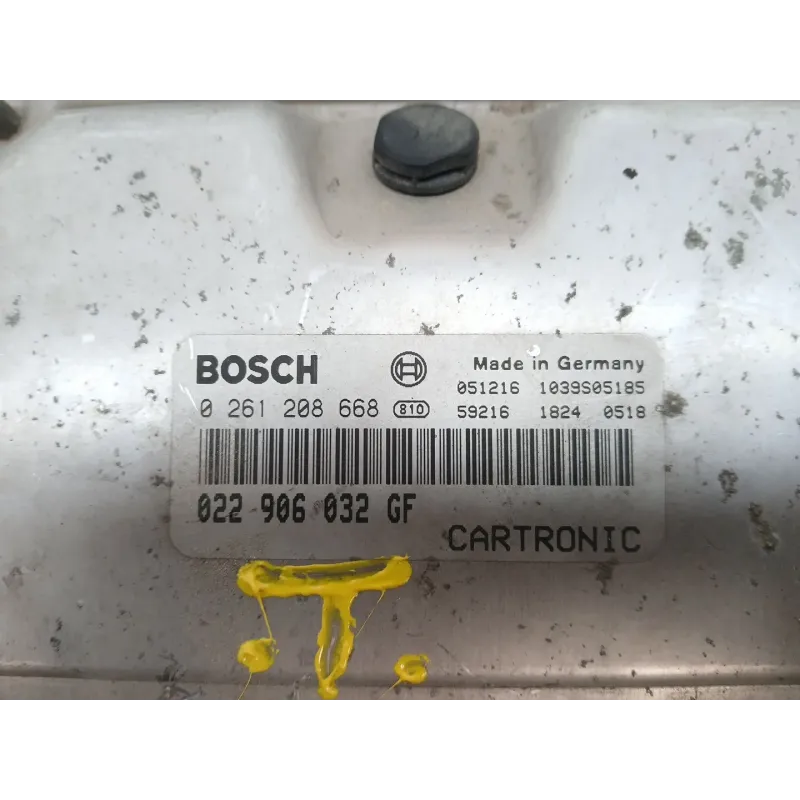 BOSCH
Made in Germany
051216 1039S05185
0 261 208 668 810
59216 1824 0518
022 906 032 GF
CARTRONIC
T